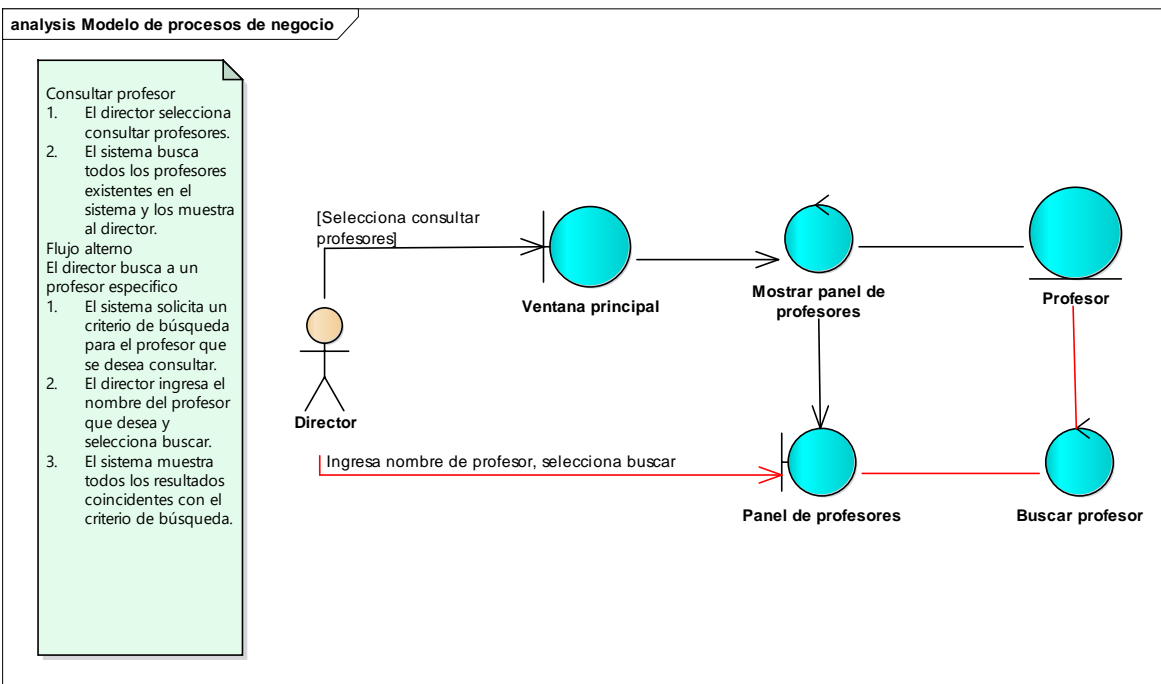 analysis Modelo de procesos de negocio
Consultar profesor
1. El director selecciona
consultar profesores.
2. El sistema busca
todos los profesores
existentes en el
sistema y los muestra
al director.
Flujo alterno
El director busca a un
profesor especifico
1. El sistema solicita un
criterio de búsqueda
para el profesor que
se desea consultar.
2. El director ingresa el
nombre del profesor
que desea y
selecciona buscar.
3. El sistema muestra
todos los resultados
coincidentes con el
criterio de búsqueda.
[Selecciona consultar
profesores]
Ventana principal
Mostrar panel de
profesores
Profesor
Director
Ingresa nombre de profesor, selecciona buscar
Panel de profesores
Buscar profesor